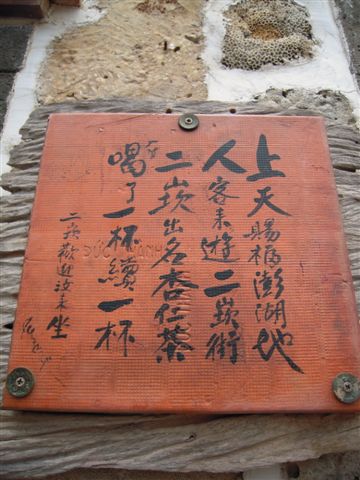 上天賜福澎湖地
人客來遊二崁街
二崁出名杏仁茶
喝了一杯續一杯
二崁歡迎汝來坐